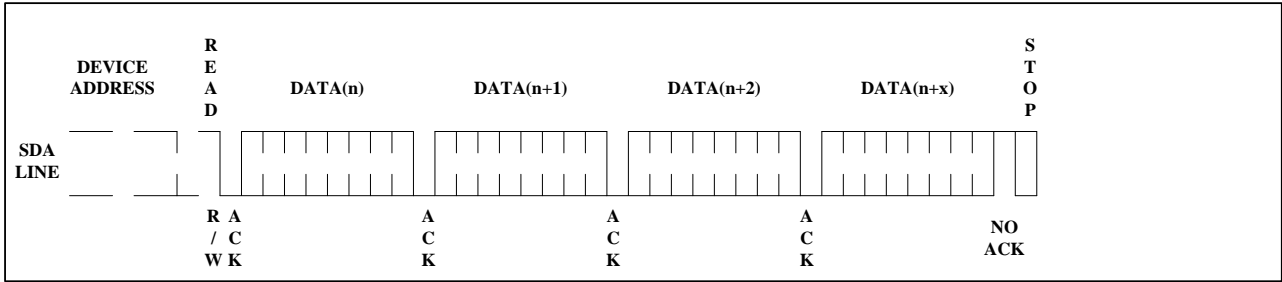 READ
STOP
DEVICE
ADDRESS
DATA(n)
DATA(n+1)
DATA(n+2)
DATA(n+x)
SDA
LINE
R/W
ACK
ACK
ACK
ACK
NO
ACK